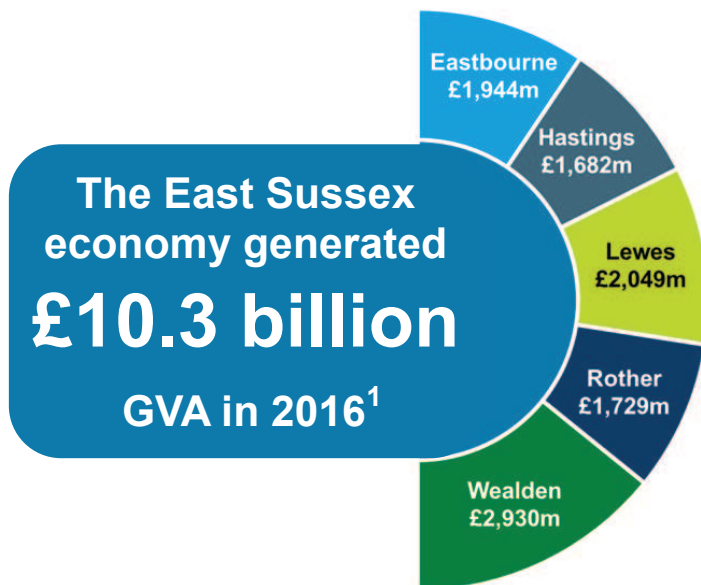 The East Sussex
economy generated
£10.3 billion
GVA in 2016¹
Eastbourne
£1,944m
Hastings
£1,682m
Lewes
£2,049m
Rother
£1,729m
Wealden
£2,930m